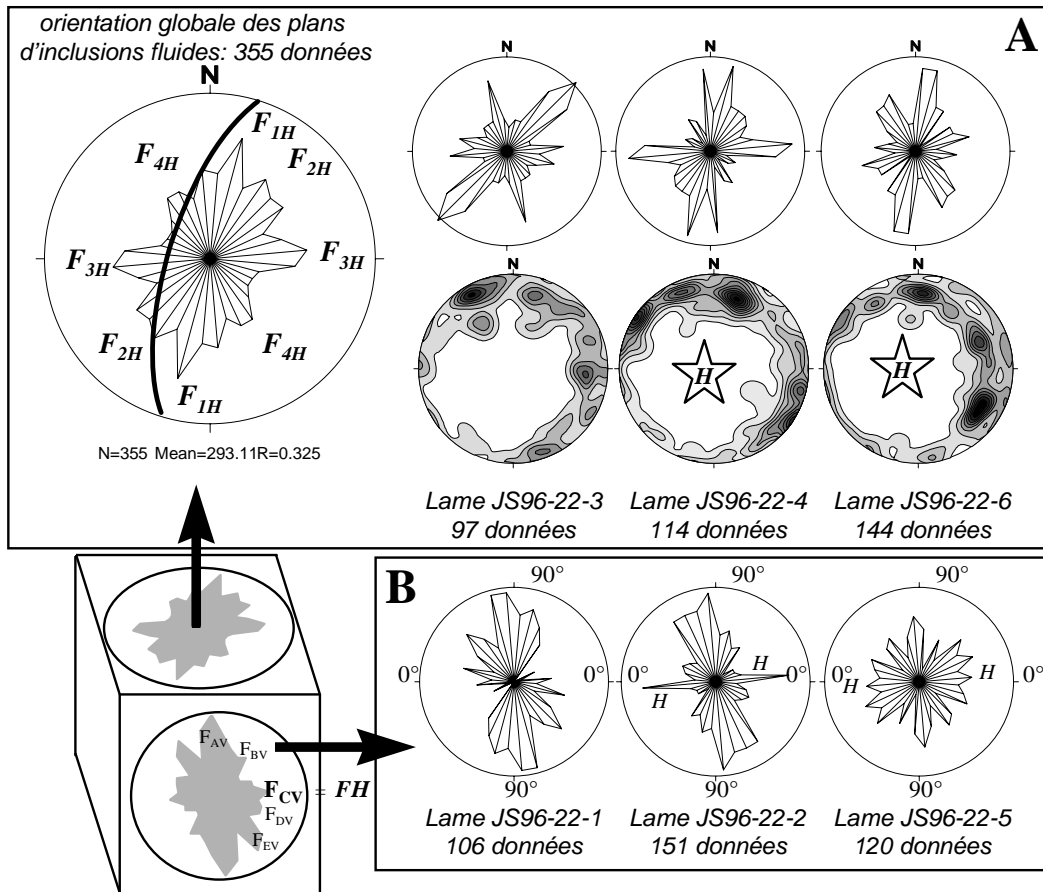 orientation globale des plans
d'inclusions fluides: 355 données
A
N
F1H
F2H
F4H
F3H
F3H
F2H
F4H
F1H
N=355 Mean=293.11R=0.325
N N N
N N N
H H
Lame JS96-22-3 Lame JS96-22-4 Lame JS96-22-6
97 données 114 données 144 données
B
90° 90° 90°
0° 0° 0° H 0° H H 0°
H
90° 90° 90°
Lame JS96-22-1 Lame JS96-22-2 Lame JS96-22-5
106 données 151 données 120 données
FAV
FBV
FCV = FH
FDV
FEV